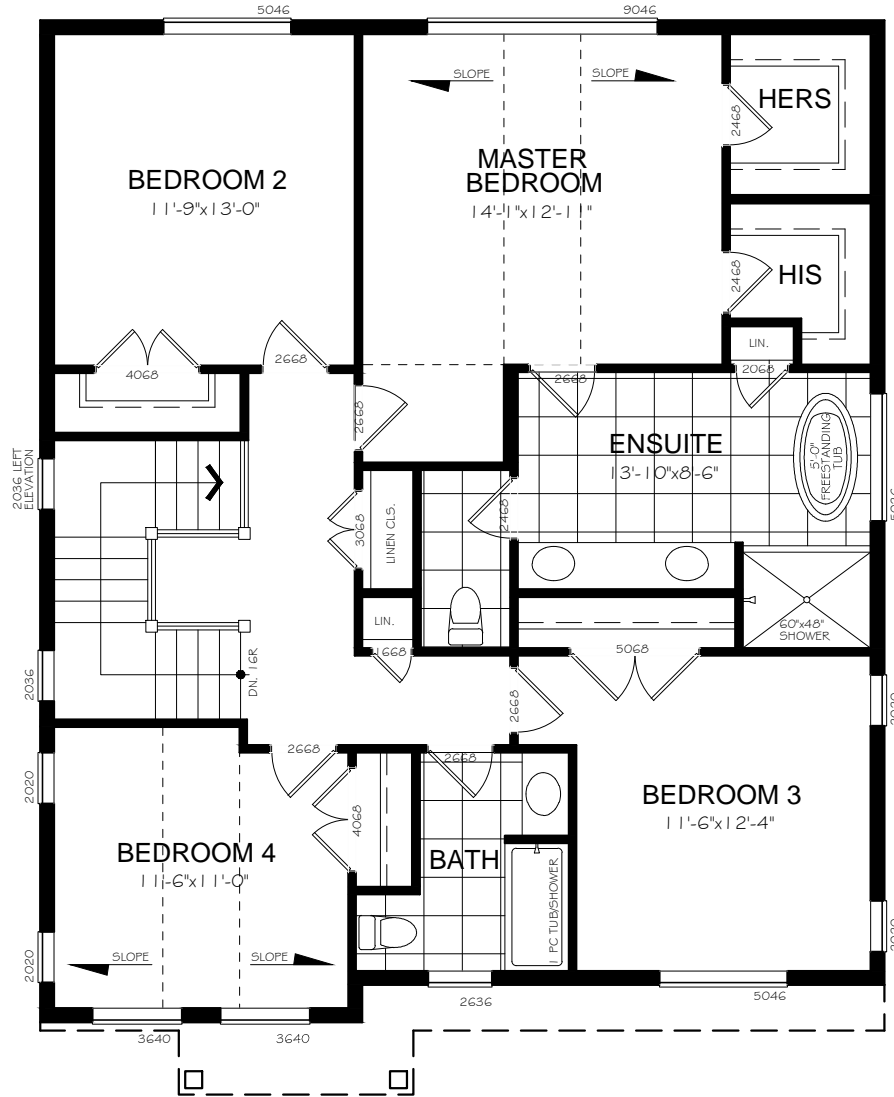 5046
9046
SLOPE
SLOPE
HERS
2468
BEDROOM 2
11'-9"x13'-0"
MASTER
BEDROOM
14'-1"x12'-11"
2468
HIS
LIN.
2068
4068
2668
2668
2668
ENSUITE
13'-10"x8'-6"
5'-0"
FREESTANDING
TUB
2036 LEFT
ELEVATION
3068
LINEN CLS.
2468
LIN.
1668
60"x48"
SHOWER
5068
DN. 16R
2036
2668
2020
2668
2668
2020
BEDROOM 3
11'-6"x12'-4"
4068
BEDROOM 4
11'-6"x11'-0"
BATH
1 PC TUB/SHOWER
SLOPE
SLOPE
2020
2636
5046
3640
3640